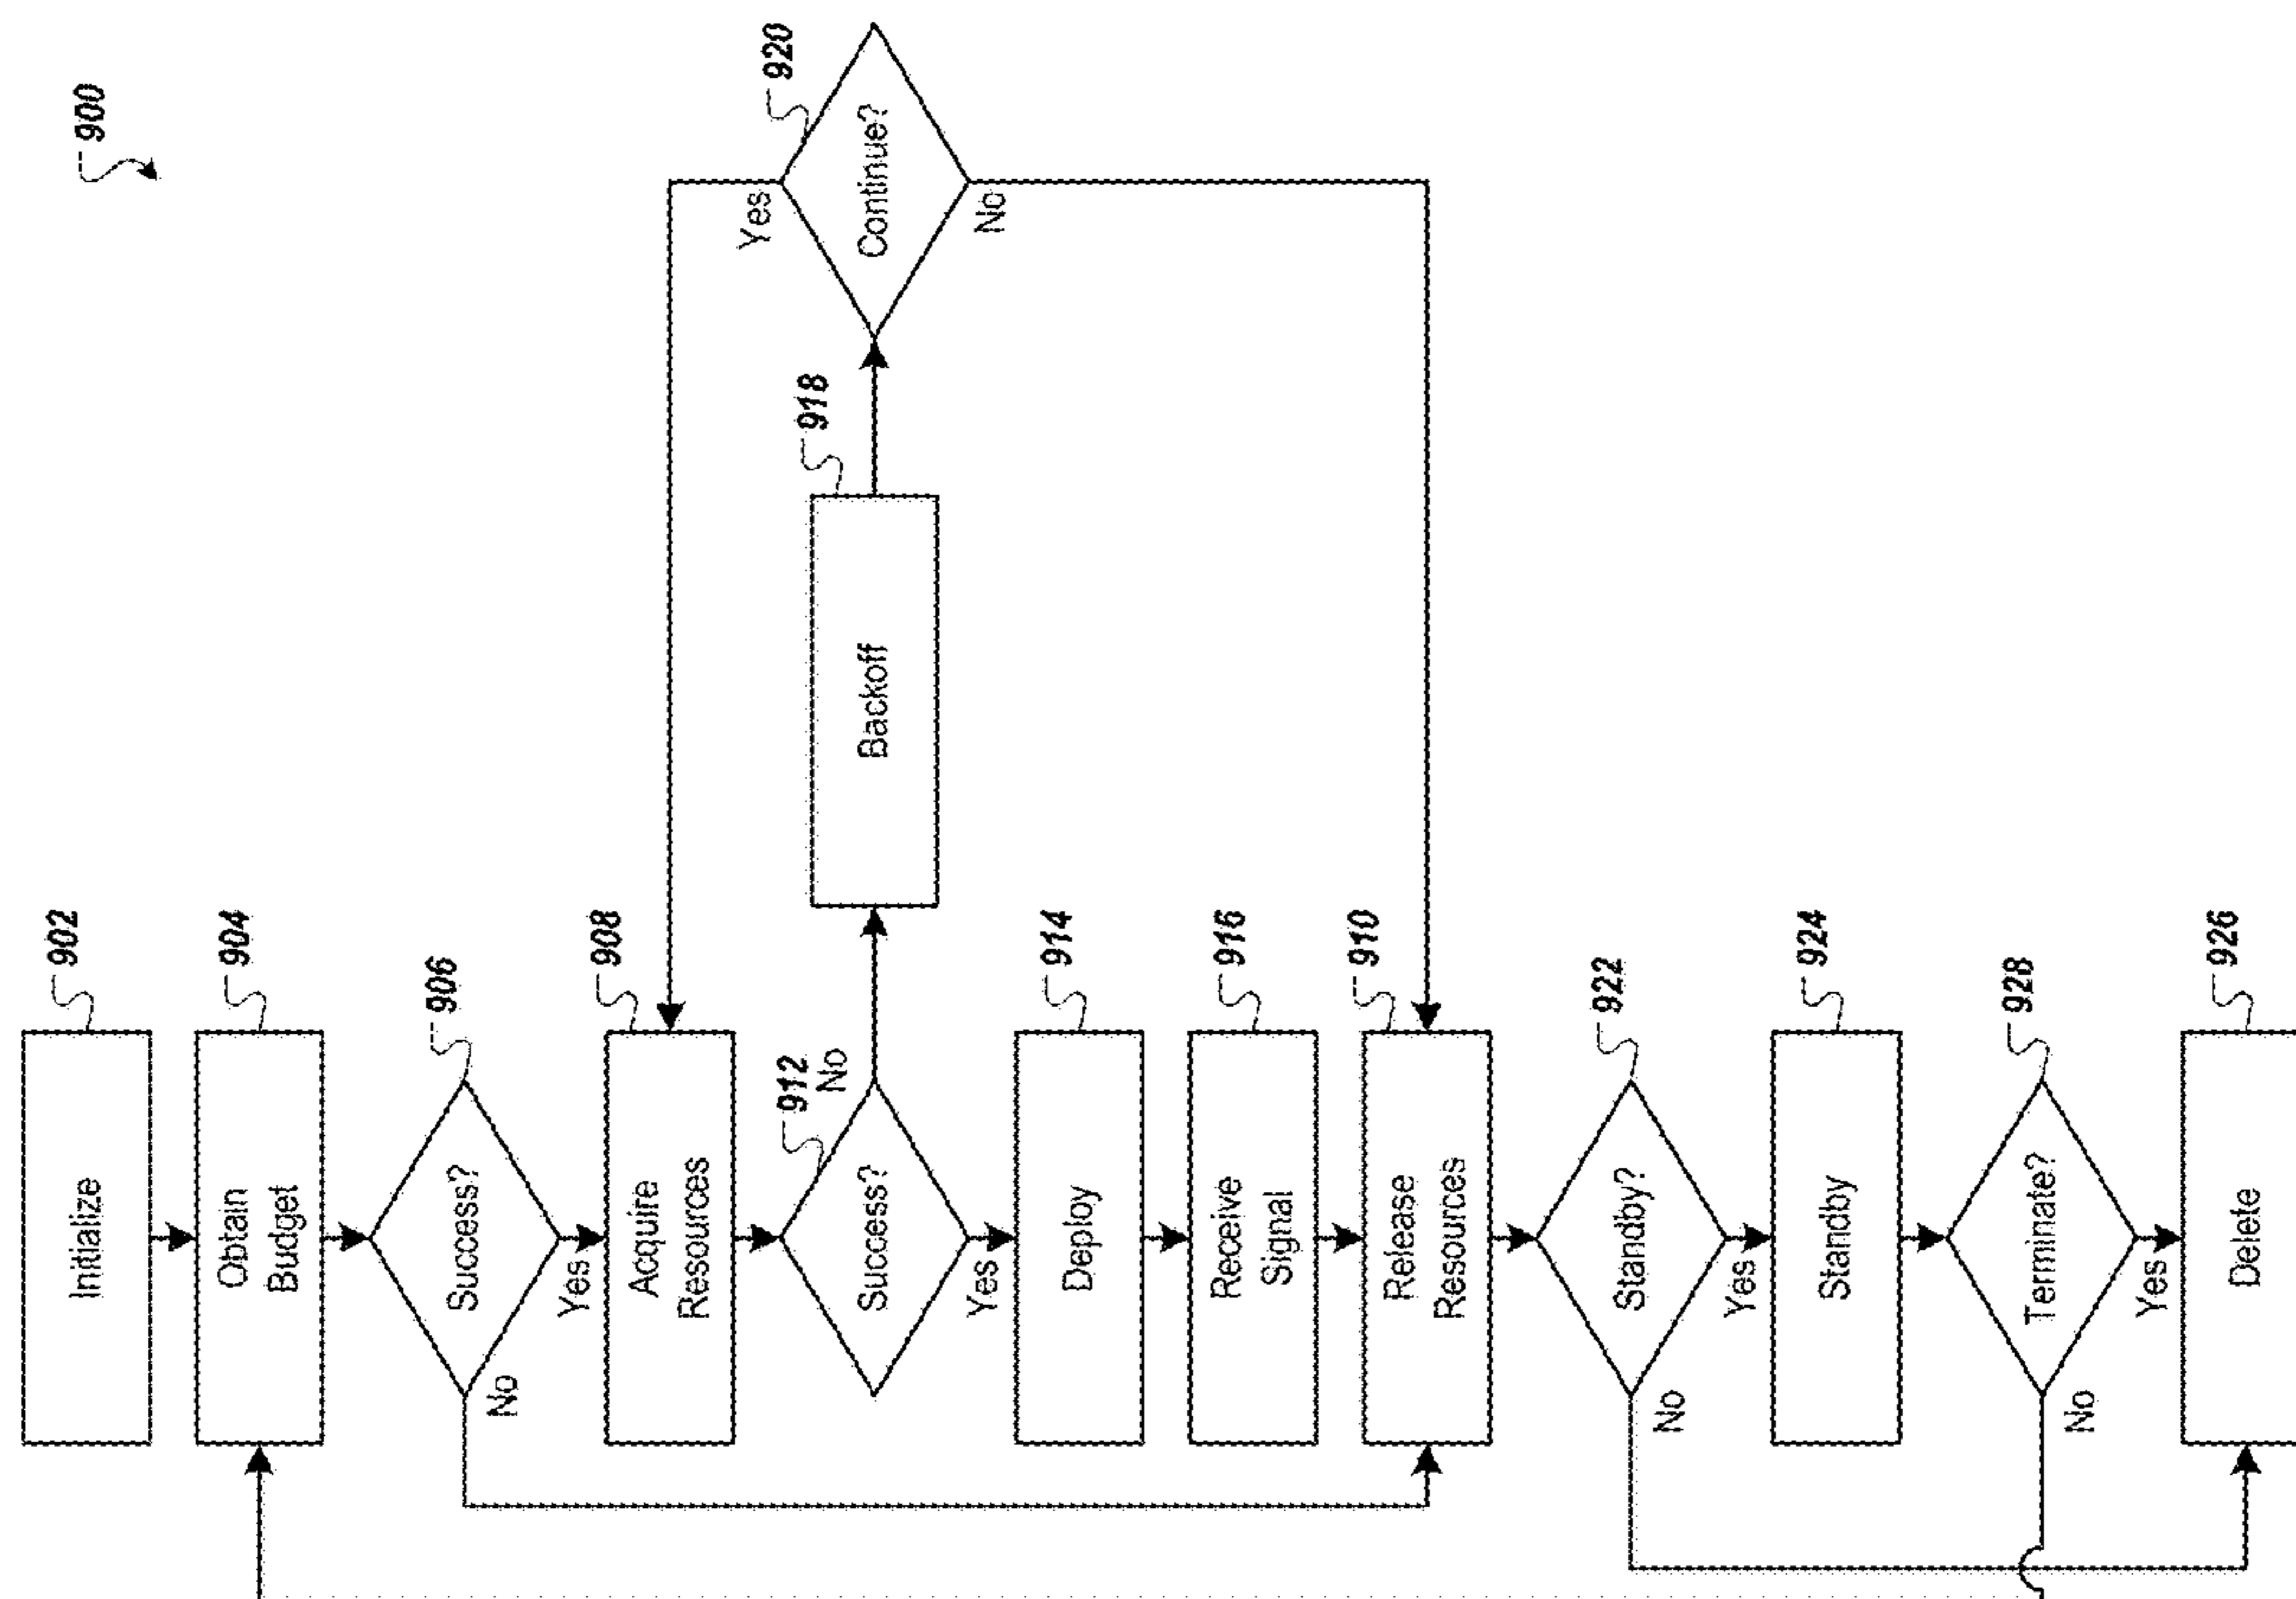 900
902
Initialize
904
Obtain
Budget
906
Success?
No
Yes
908
Acquire
Resources
912
Success?
No
Yes
918
Backoff
920
Continue?
Yes
No
914
Deploy
916
Receive
Signal
910
Release
Resources
922
Standby?
No
Yes
924
Standby
928
Terminate?
No
Yes
926
Delete